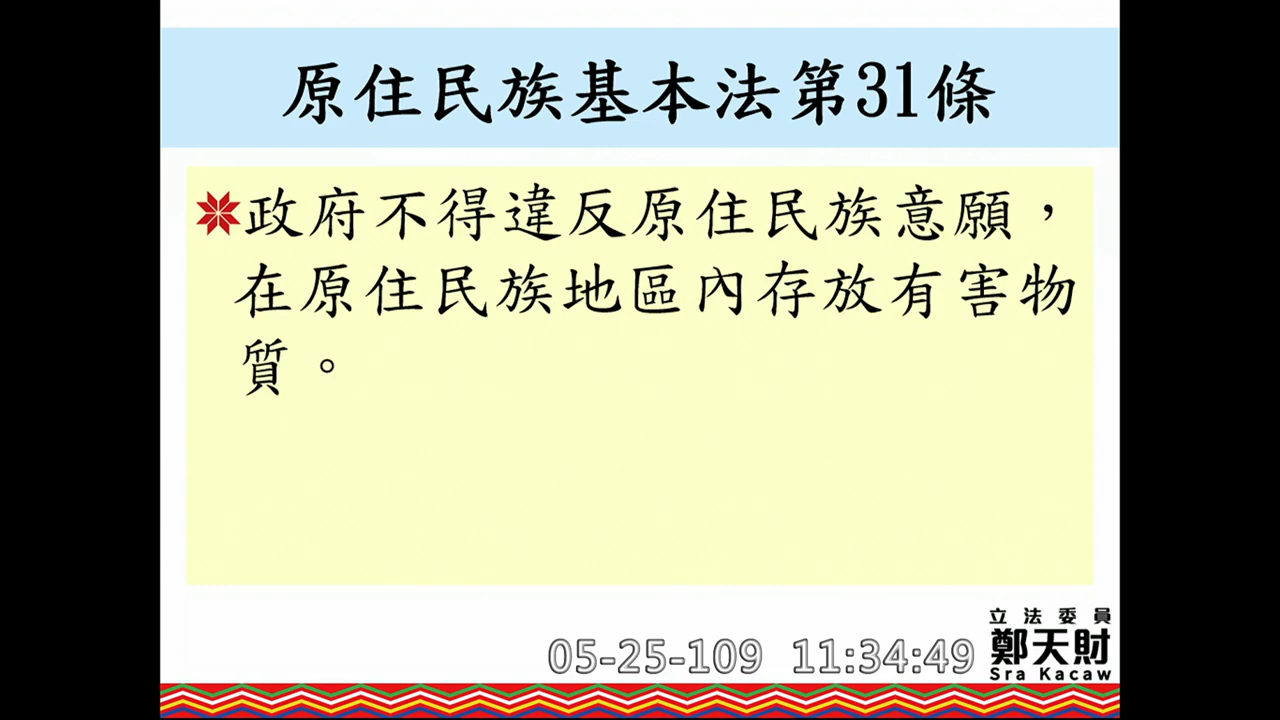 原住民族基本法第31條
政府不得違反原住民族意願，
在原住民族地區內存放有害物
質。
立法委員
鄭天財
Sra Kacaw
05-25-109 11:34:49